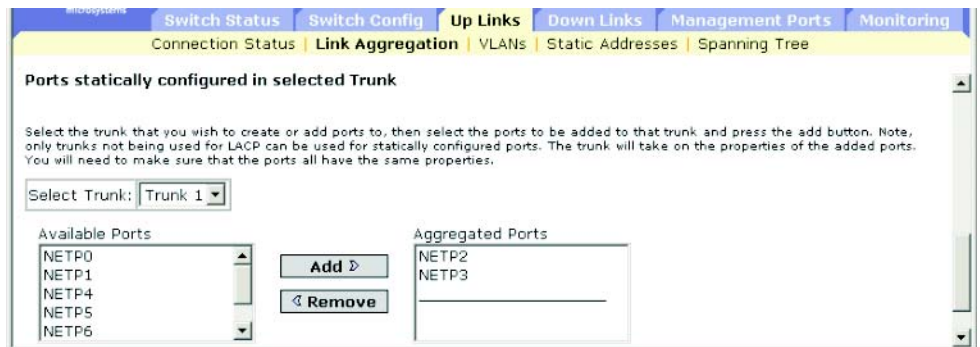 microsystems
Switch Status Switch Config Up Links Down Links Management Ports Monitoring
Connection Status | Link Aggregation | VLANs | Static Addresses | Spanning Tree
Ports statically configured in selected Trunk
Select the trunk that you wish to create or add ports to, then select the ports to be added to that trunk and press the add button. Note,
only trunks not being used for LACP can be used for statically configured ports. The trunk will take on the properties of the added ports.
You will need to make sure that the ports all have the same properties.
Select Trunk: Trunk 1
Available Ports
NETP0
NETP1
NETP4
NETP5
NETP6
Add
Remove
Aggregated Ports
NETP2
NETP3